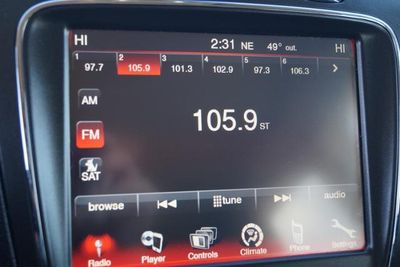 HI 2:31 NE 49° out. HI
1 2 3 4 5 6
97.7 105.9 101.3 102.9 97.3 106.3
AM
105.9 ST
FM
SAT
browse tune audio
Radio Player Controls Climate Phone Settings